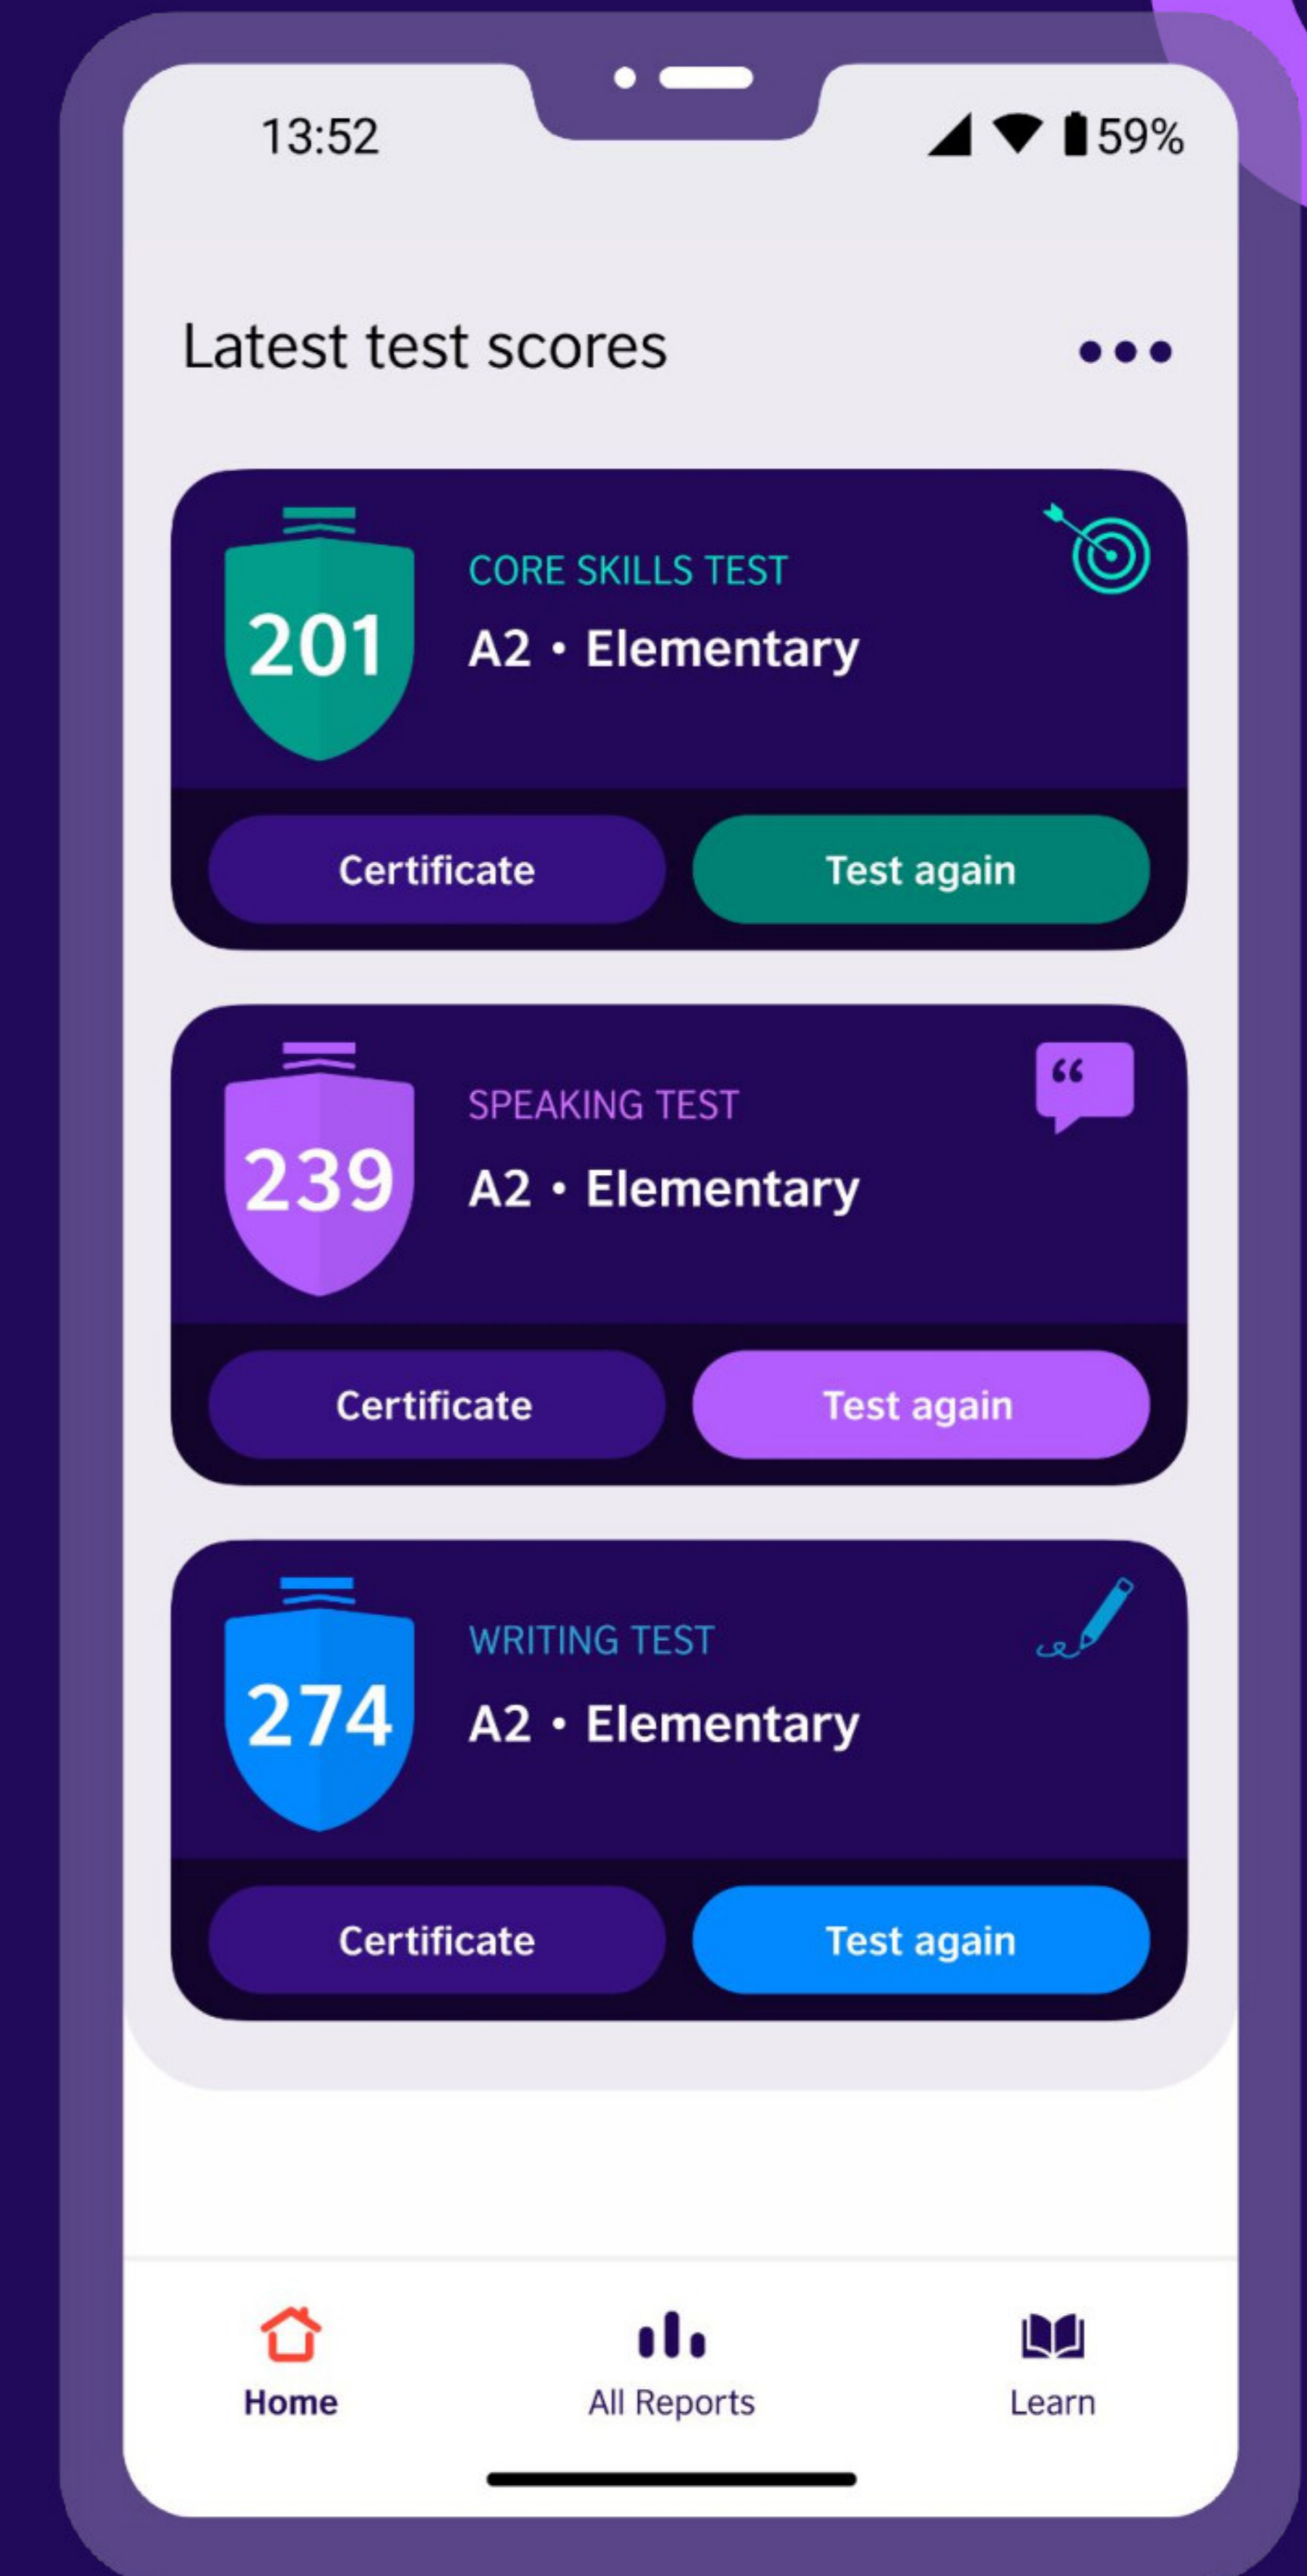 13:52
59%
Latest test scores
201
CORE SKILLS TEST
A2 • Elementary
Certificate
Test again
239
SPEAKING TEST
A2 • Elementary
Certificate
Test again
274
WRITING TEST
A2 • Elementary
Certificate
Test again
Home
All Reports
Learn